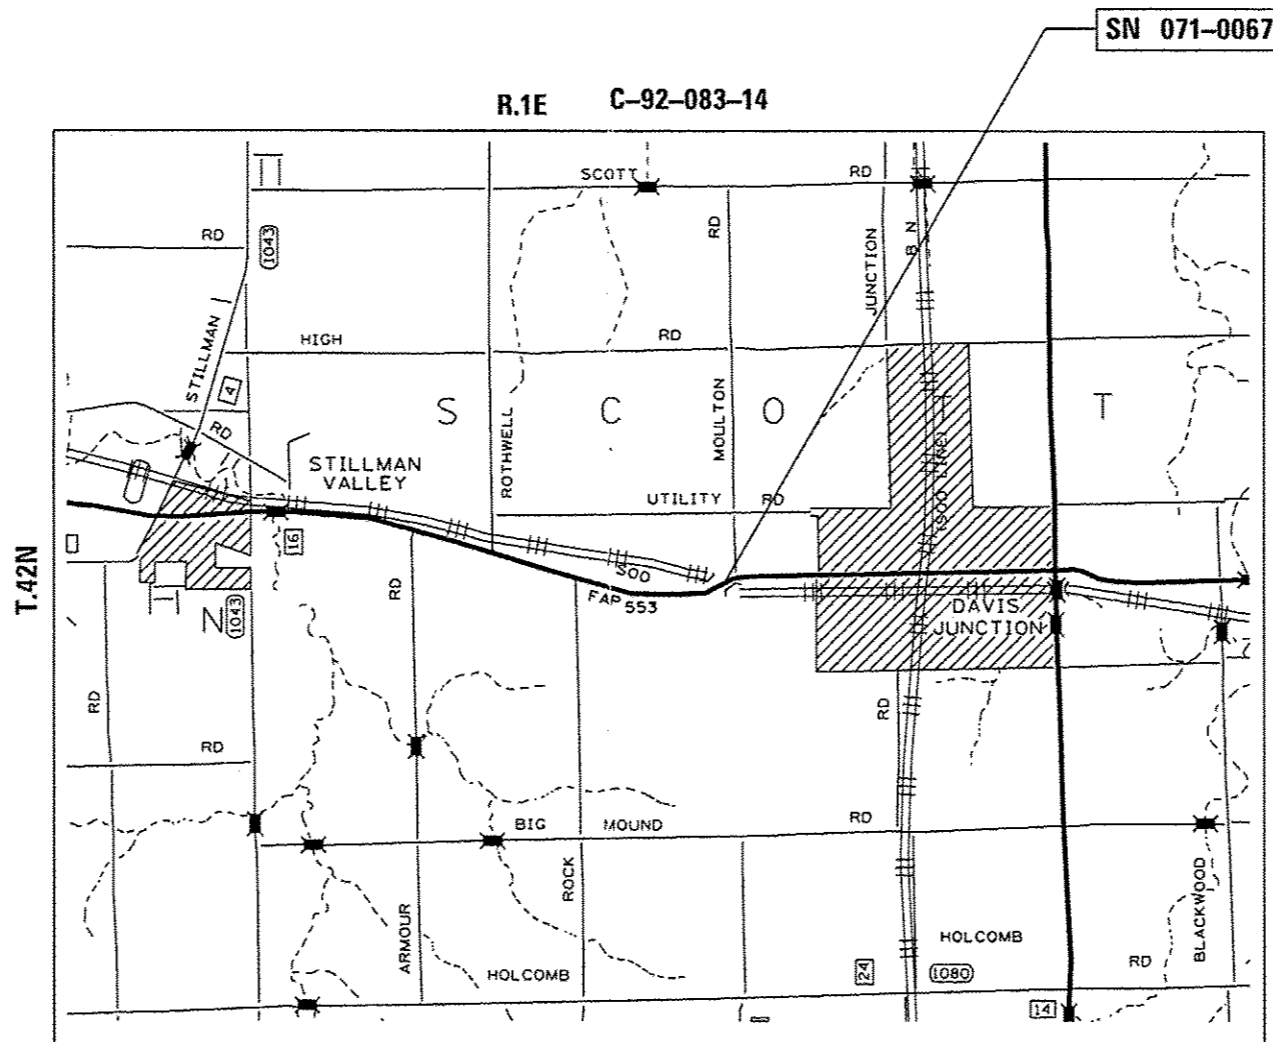 SN 071-0067
R.1E C-92-083-14
T.42N
SCOTT RD
RD
1043
RD
B N
JUNCTION
STILLMAN
HIGH RD
4
RD
S C O T T
ROTHWELL
MOULTON
STILLMAN
VALLEY
UTILITY RD
(SOO LINE)
16
SOO
FAP 553
RD
N
1043
DAVIS
JUNCTION
RD
RD
RD
RD
BIG MOUND RD
ROCK
ARMOUR
BLACKWOOD
HOLCOMB
HOLCOMB
RD
24
1080
14